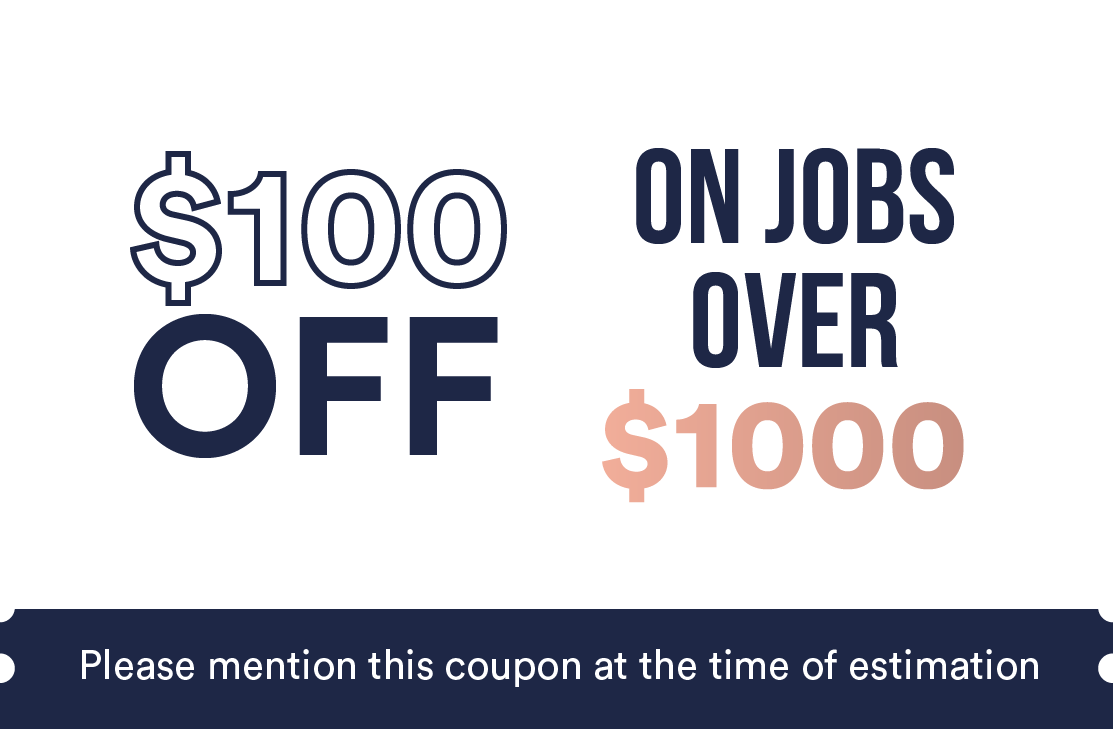 $100
OFF
ON JOBS
OVER
$1000
Please mention this coupon at the time of estimation